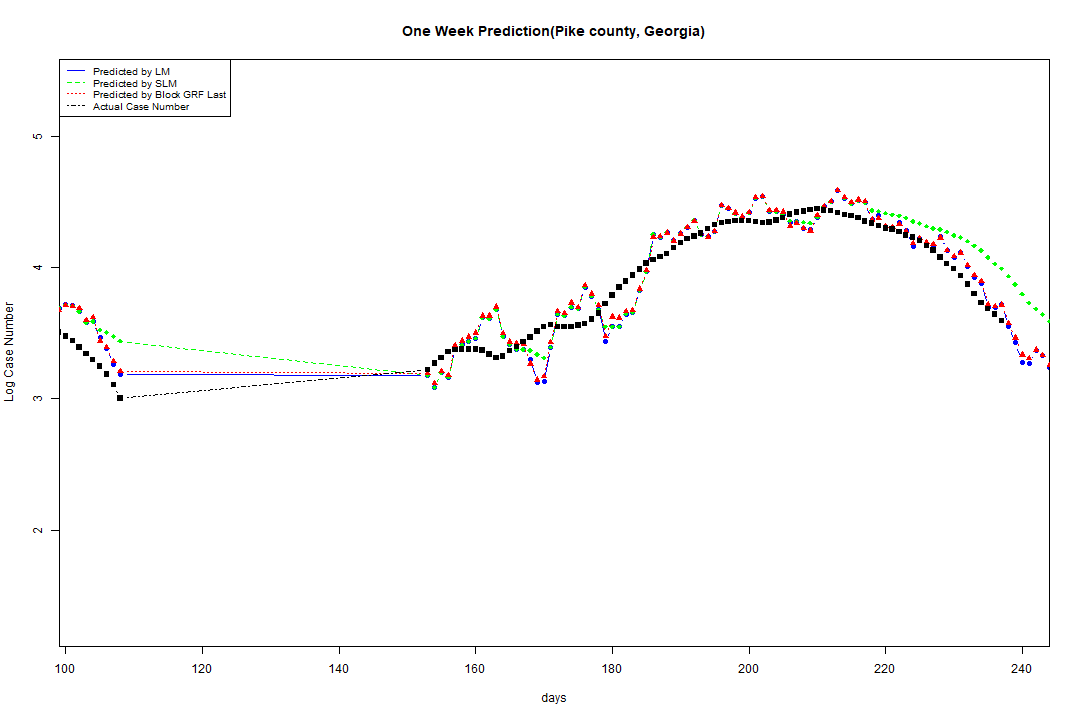 One Week Prediction(Pike county, Georgia)
Predicted by LM
Predicted by SLM
Predicted by Block GRF Last
Actual Case Number
5
4
3
2
Log Case Number
100 120 140 160 180 200 220 240
days